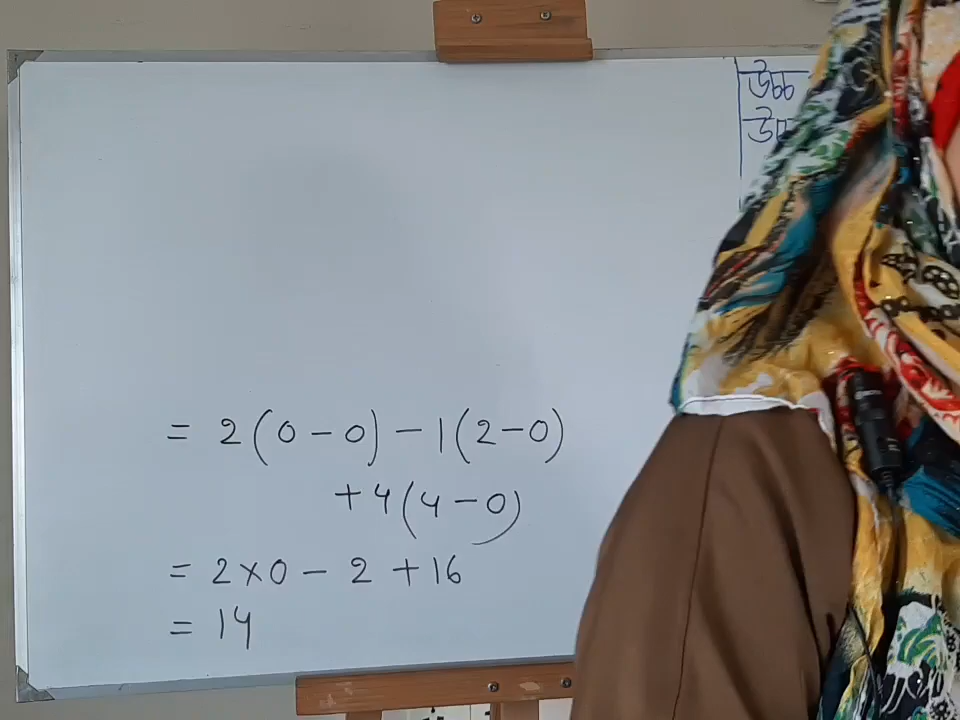 = 2(0-0)-1(2-0)
+4(4-0)
= 2×0-2+16
= 14